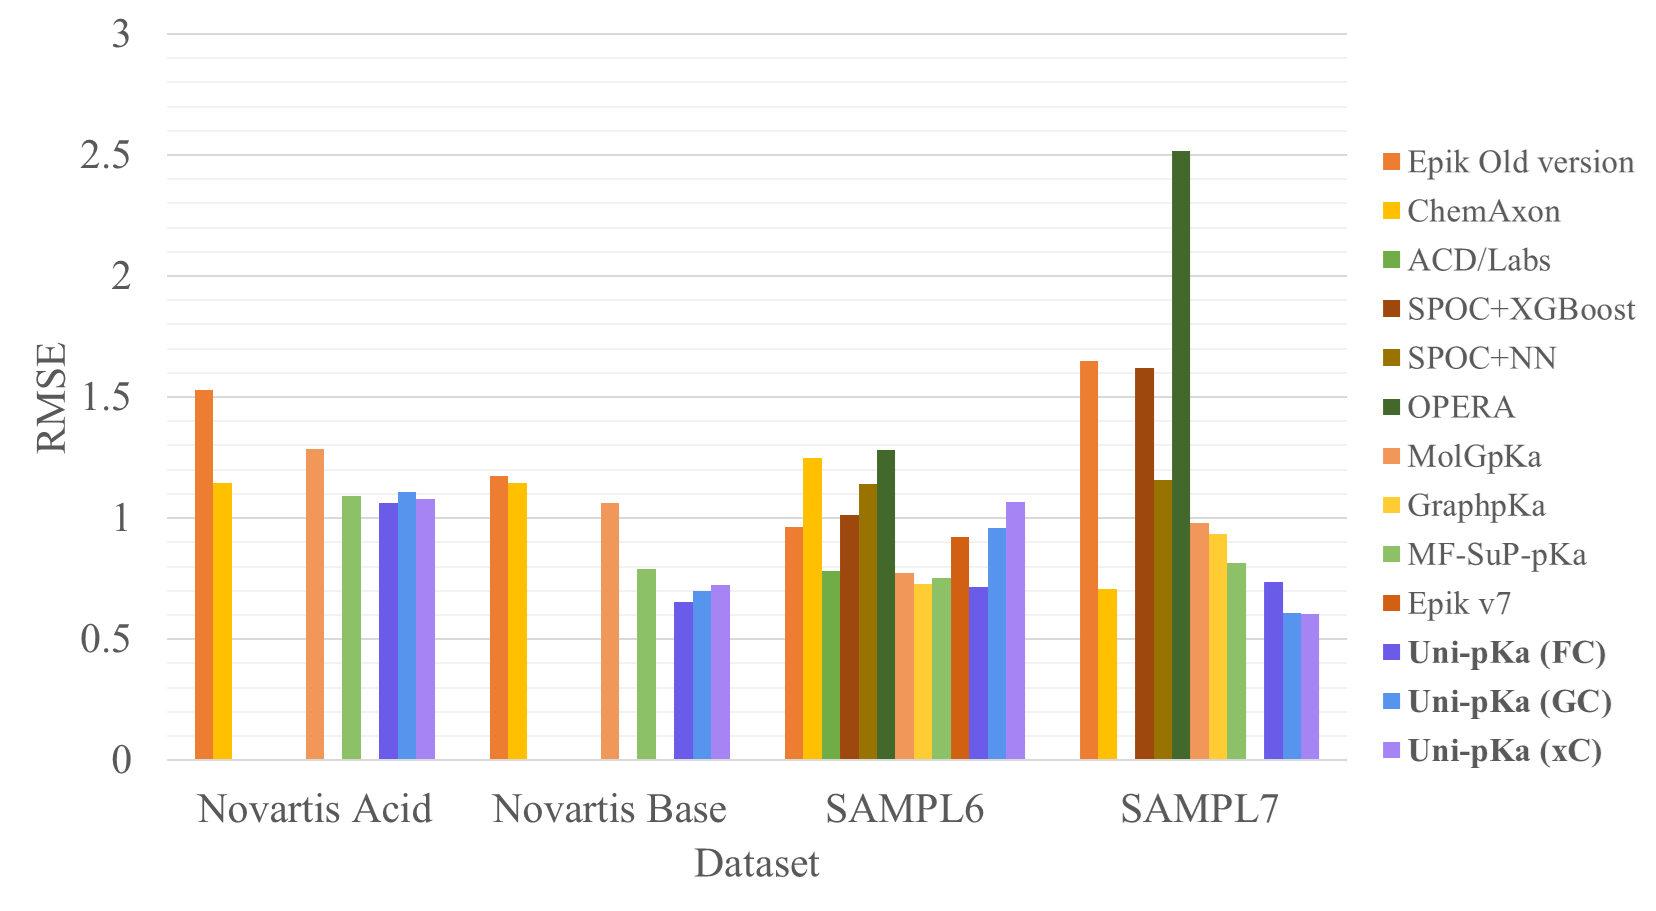 3
2.5
2
1.5
1
0.5
0
RMSE
Novartis Acid
Novartis Base
SAMPL6
SAMPL7
Dataset
Epik Old version
ChemAxon
ACD/Labs
SPOC+XGBoost
SPOC+NN
OPERA
MolGpKa
GraphpKa
MF-SuP-pKa
Epik v7
Uni-pKa (FC)
Uni-pKa (GC)
Uni-pKa (xC)